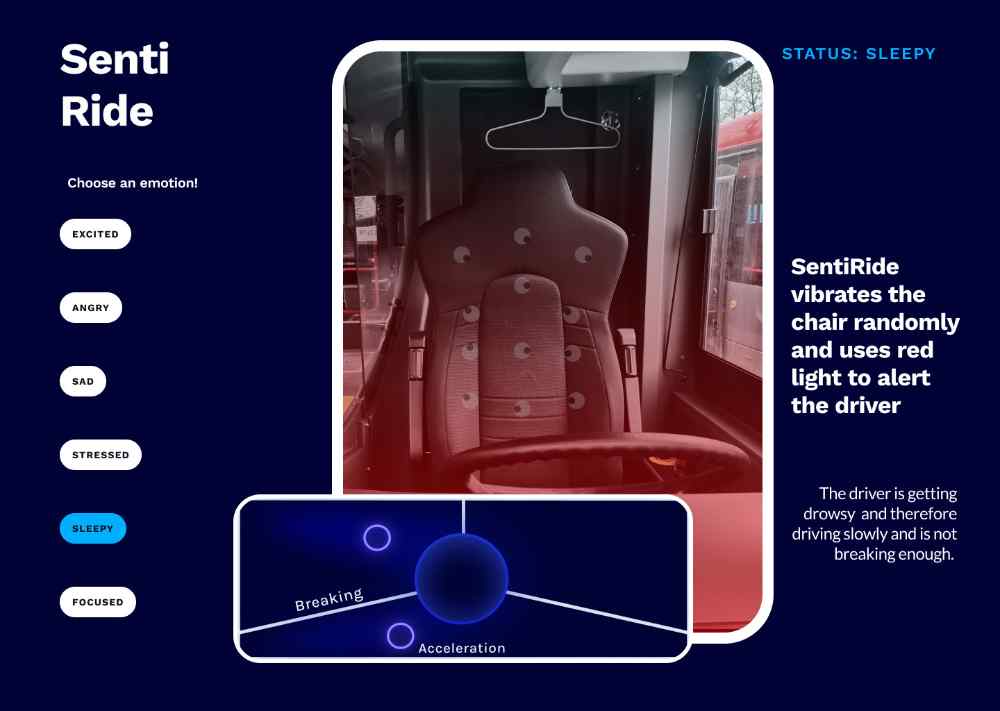 Senti
Ride
Choose an emotion!
EXCITED
ANGRY
SAD
STRESSED
SLEEPY
FOCUSED
Breaking
Acceleration
STATUS: SLEEPY
SentiRide
vibrates the
chair randomly
and uses red
light to alert
the driver
The driver is getting
drowsy and therefore
driving slowly and is not
breaking enough.